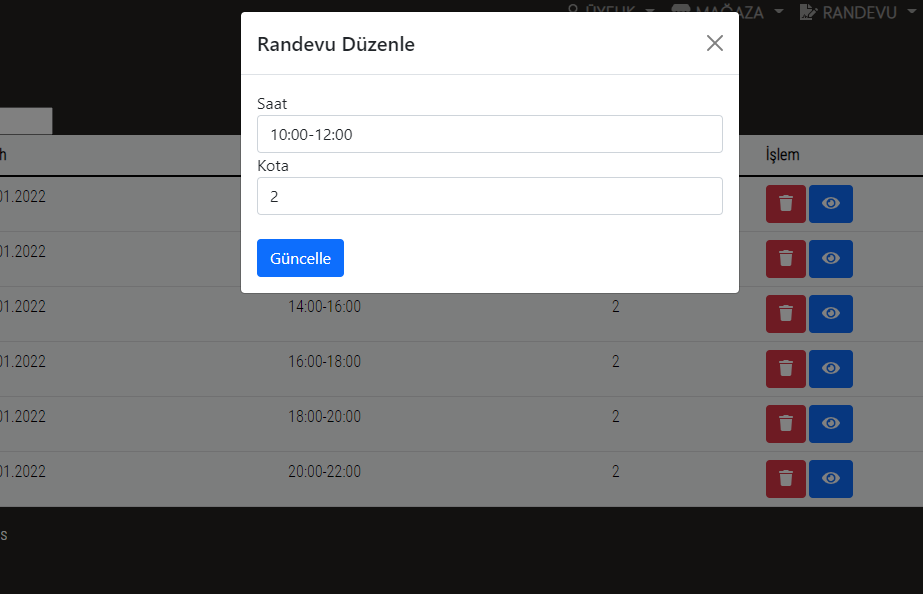 ÜYELİK MAĞAZA RANDEVU
Randevu Düzenle
Saat
10:00-12:00
Kota
2
Güncelle
h İşlem
01.2022
01.2022
01.2022 14:00-16:00 2
01.2022 16:00-18:00 2
01.2022 18:00-20:00 2
01.2022 20:00-22:00 2
s